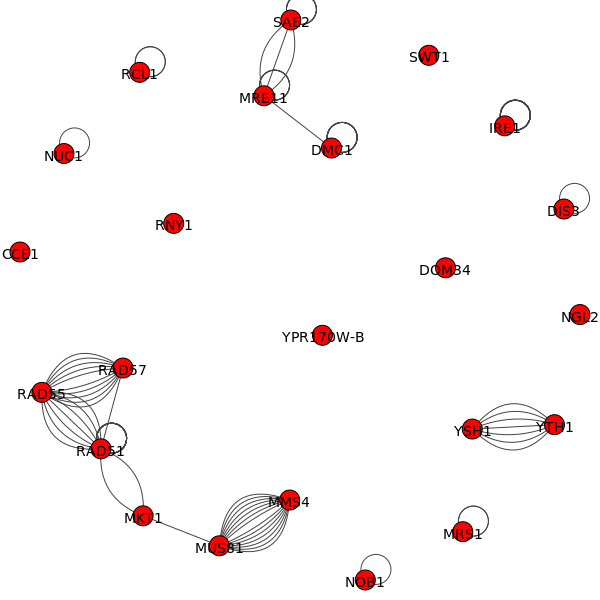 SAE2
SWT1
RCL1
MRE11
IRE1
DMC1
NUC1
DIS3
RNY1
CCE1
DOM34
NGL2
YPR170W-B
RAD57
RAD55
YTH1
YSH1
RAD51
MMS4
MKT1
MRS1
MUS81
NOB1